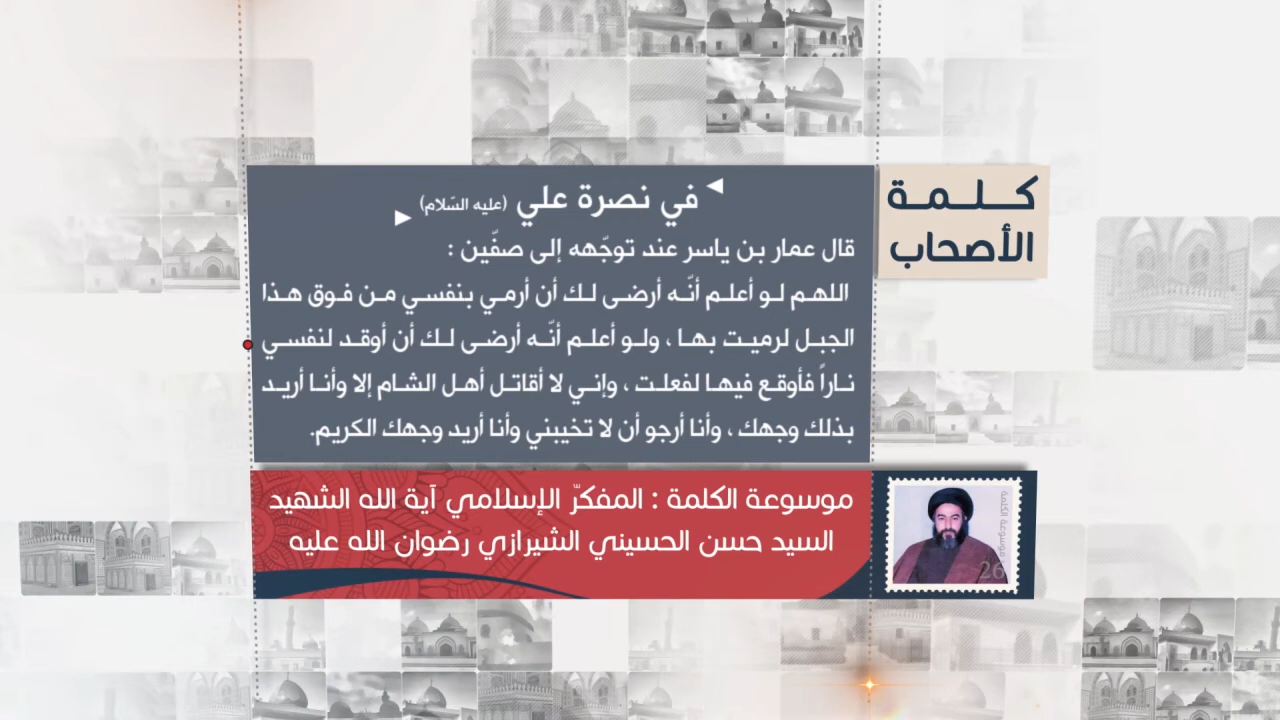 كلمة
الأصحاب
في نصرة علي (عليه السّلام)
قال عمار بن ياسر عند توجّهه إلى صفّين :
اللهم لو أعلم أنّه أرضى لك أن أرمي بنفسي من فوق هذا
الجبل لرميت بها ، ولو أعلم أنّه أرضى لك أن أوقد لنفسي
ناراً فأوقع فيها لفعلت ، وإني لا أقاتل أهل الشام إلا وأنا أريد
بذلك وجهك ، وأنا أرجو أن لا تخيبني وأنا أريد وجهك الكريم.
موسوعة الكلمة : المفكرّ الإسلامي آية الله الشهيد
السيد حسن الحسيني الشيرازي رضوان الله عليه
موسوعة الكلمة
26